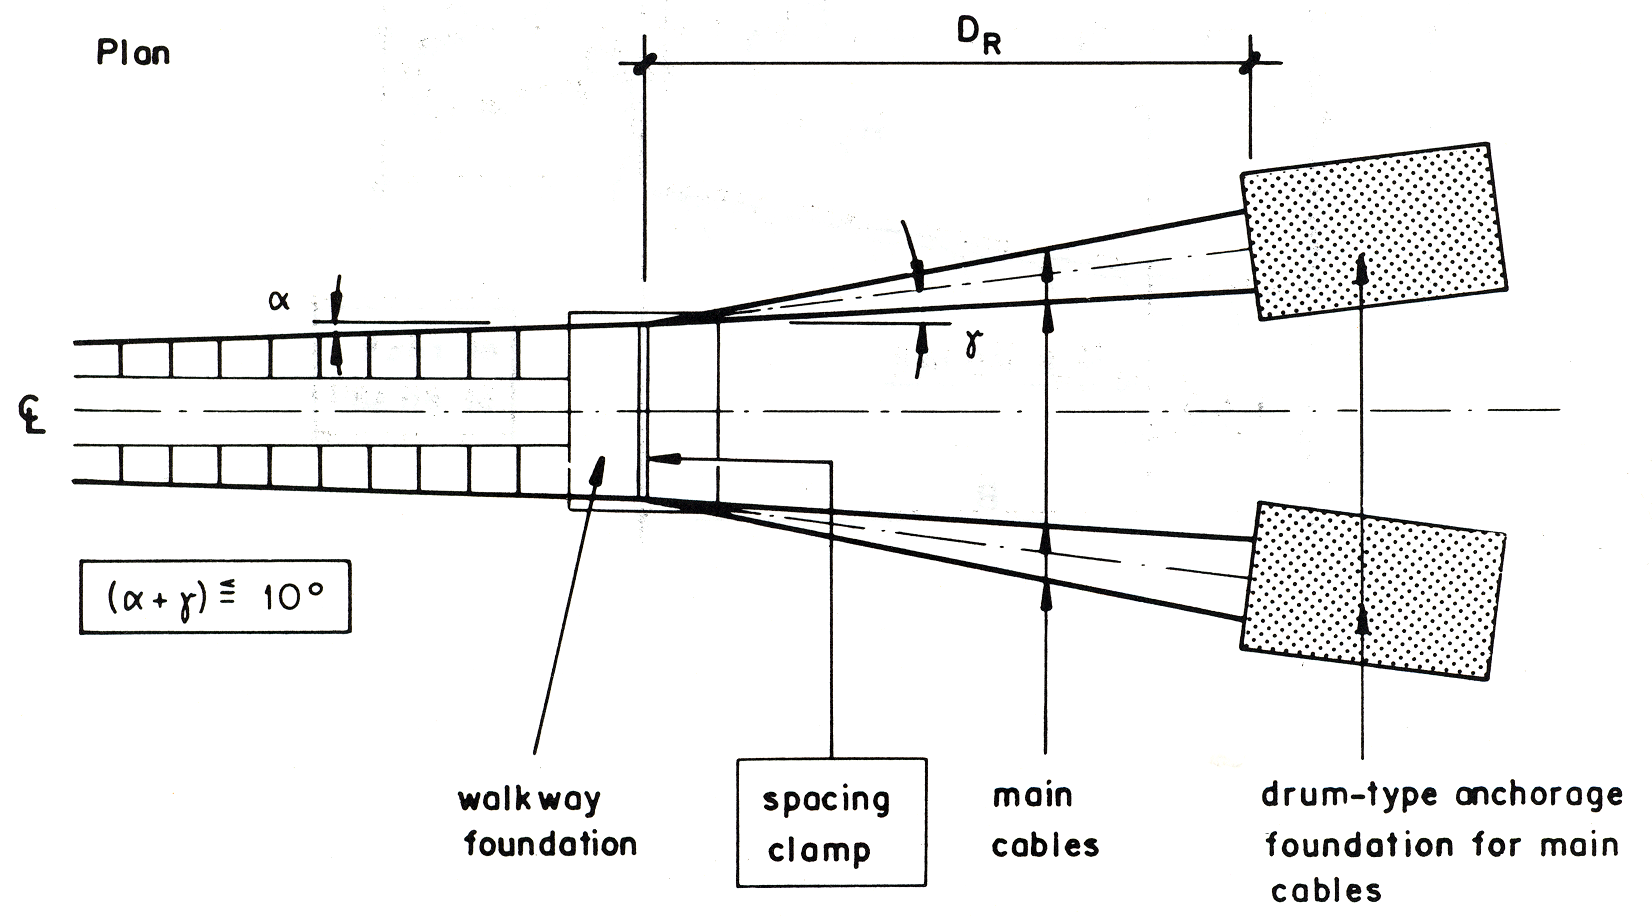 Plan
D_R
α
γ
℄
(α + γ) ≦ 10°
walkway
foundation
spacing
clamp
main
cables
drum-type anchorage
foundation for main
cables